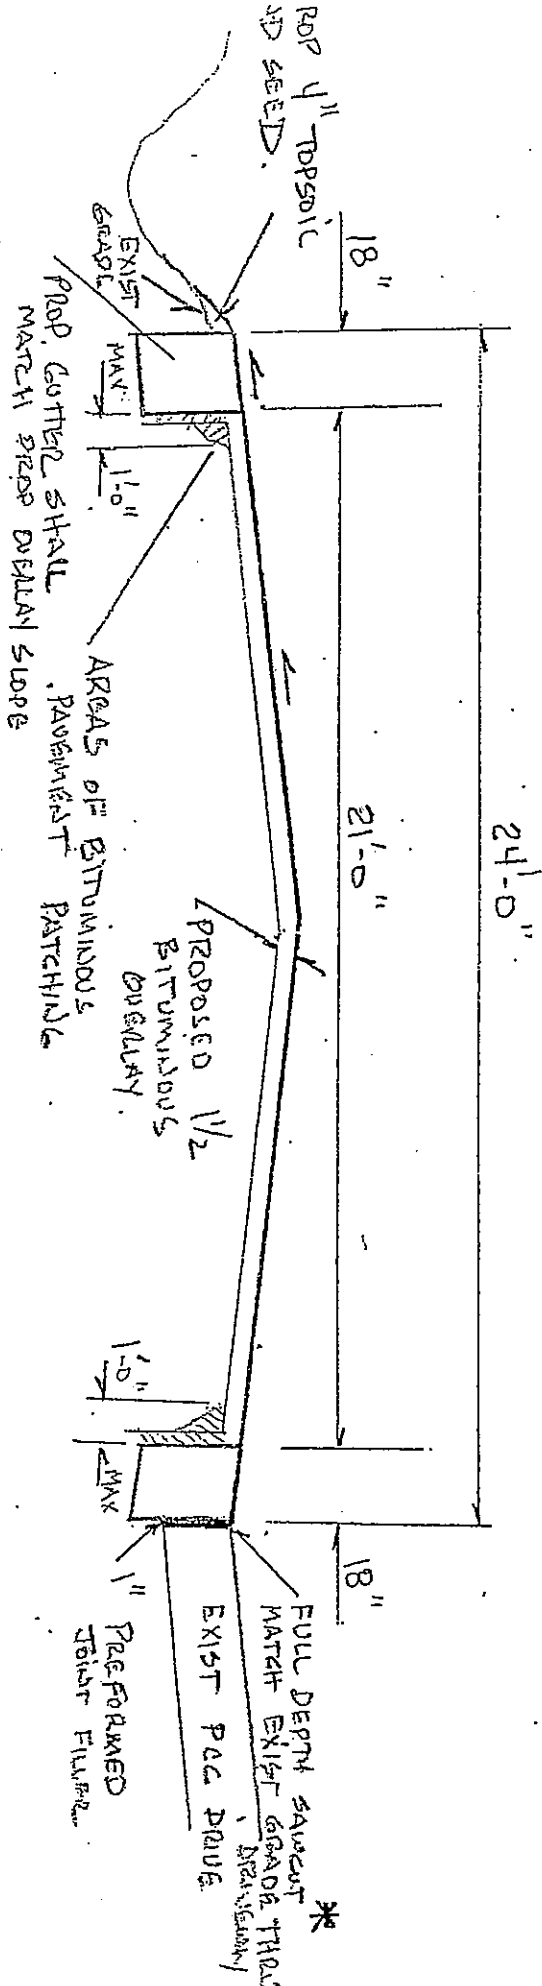 ROP 4" TOPSOIL
ND SEED.
18"
EXIST
GRADE
MAX
1'-0"
PROP. GUTTER SHALL
MATCH PROP OVERLAY SLOPE
AREAS OF BITUMINOUS
PAVEMENT PATCHING
24'-0"
21'-0"
PROPOSED 1 1/2
BITUMINOUS
OVERLAY.
1'-0"
MAX
18"
FULL DEPTH SAWCUT *
MATCH EXIST GRADE THRU
DRIVEWAY
EXIST PCC DRIVE
1" PREFORMED
JOINT FILLER